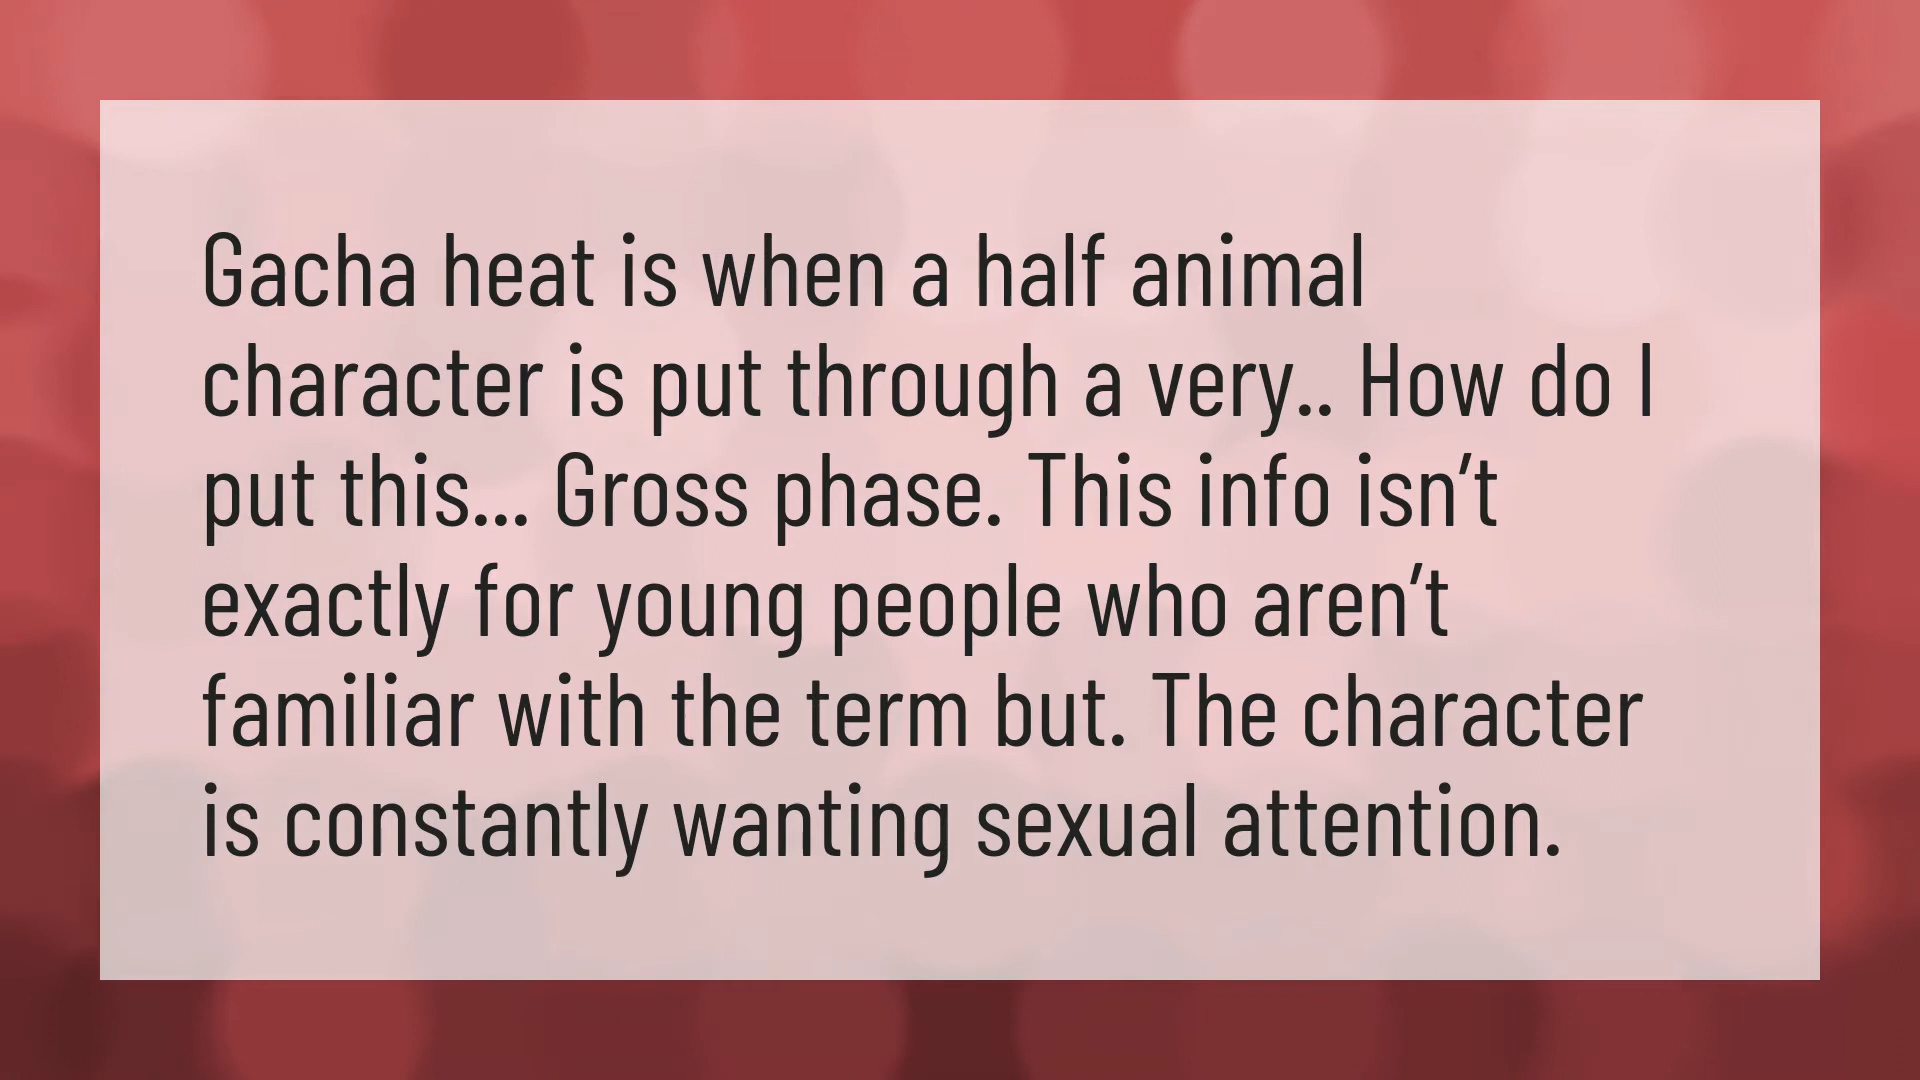 Gacha heat is when a half animal
character is put through a very.. How do I
put this... Gross phase. This info isn’t
exactly for young people who aren’t
familiar with the term but. The character
is constantly wanting sexual attention.